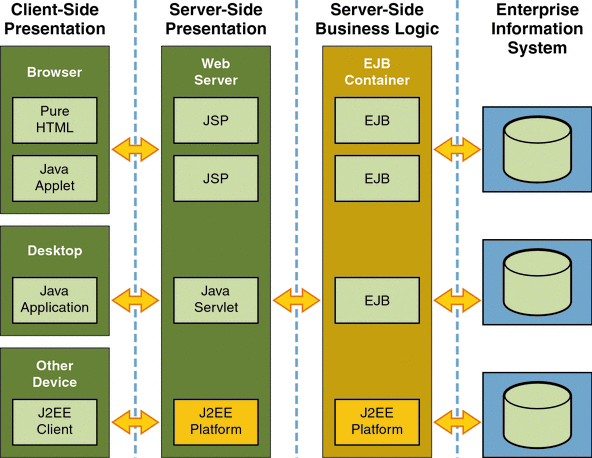 Client-Side
Presentation
Server-Side
Presentation
Server-Side
Business Logic
Enterprise
Information
System
Browser
Pure
HTML
Java
Applet
Desktop
Java
Application
Other
Device
J2EE
Client
Web
Server
JSP
JSP
Java
Servlet
J2EE
Platform
EJB
Container
EJB
EJB
EJB
J2EE
Platform